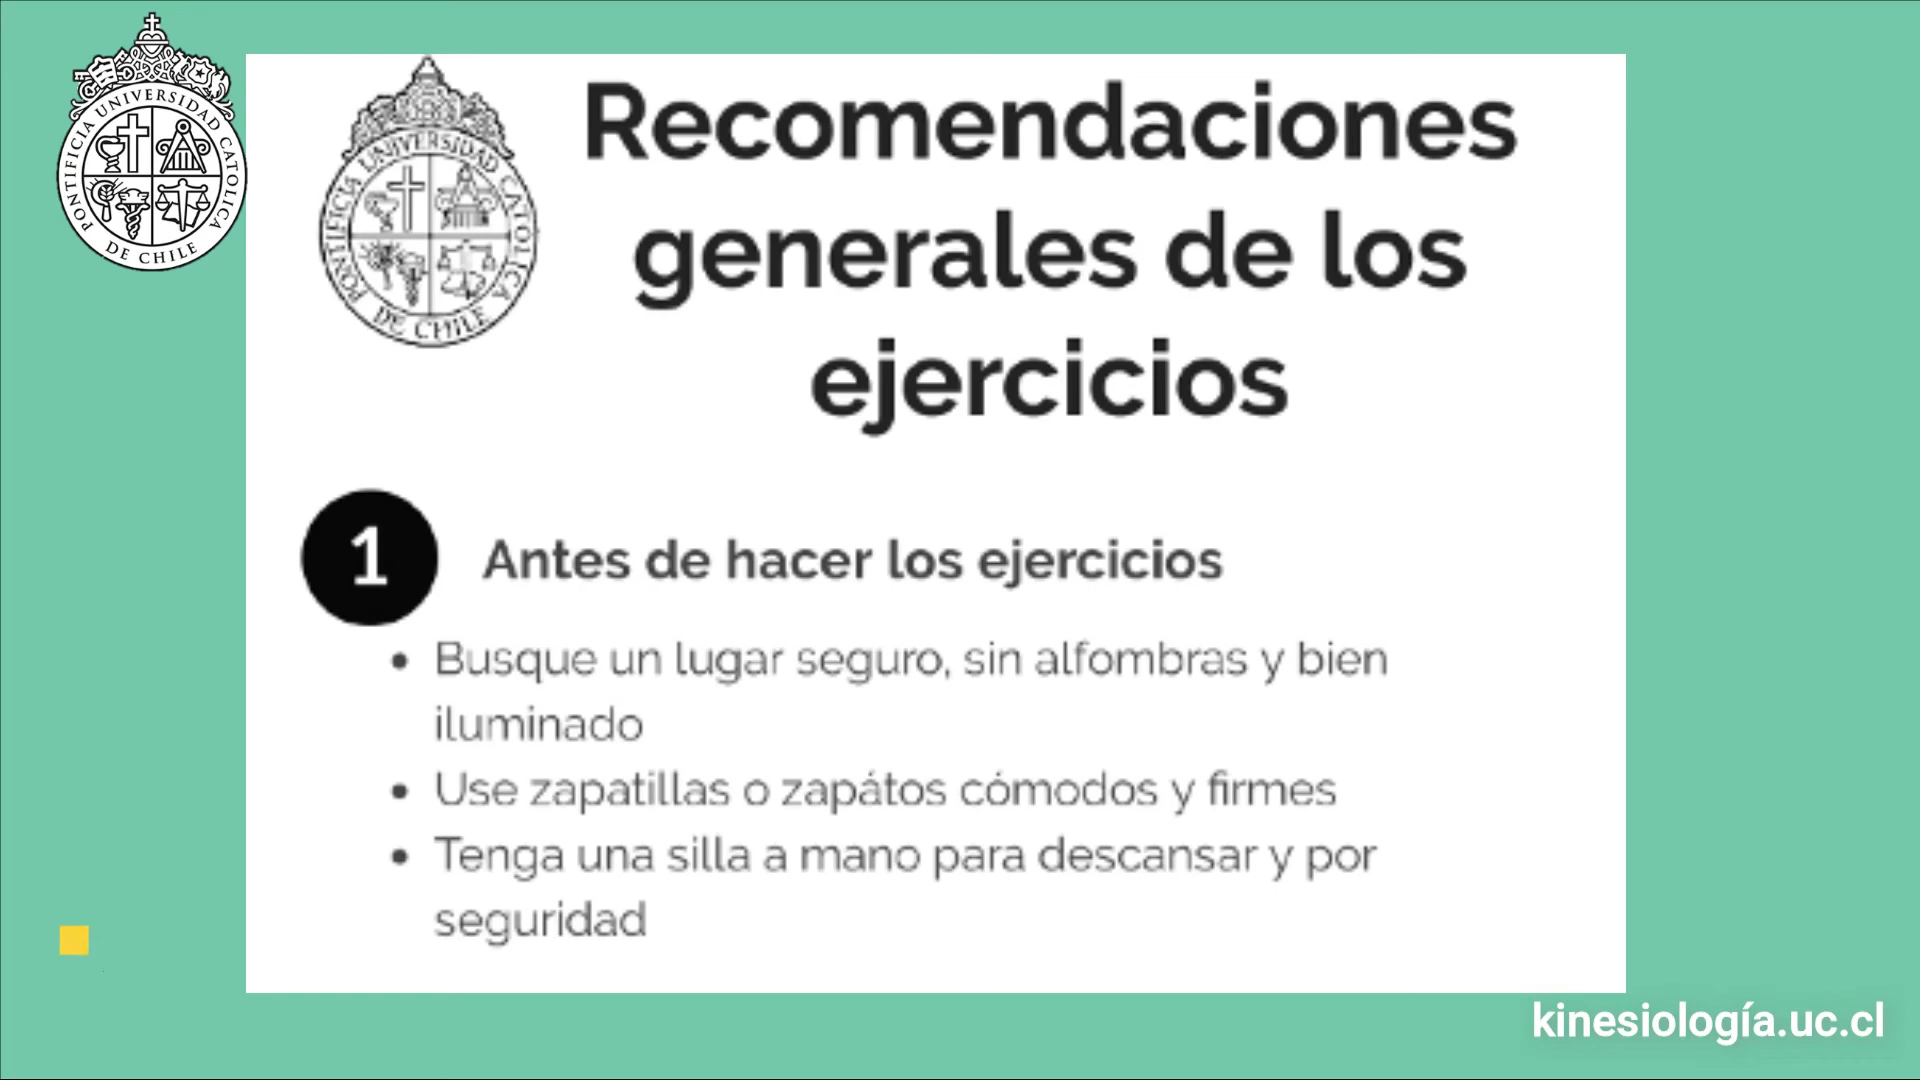 PONTIFICIA UNIVERSIDAD CATOLICA
DE CHILE
PONTIFICIA UNIVERSIDAD CATOLICA
DE CHILE
Recomendaciones
generales de los
ejercicios
1
Antes de hacer los ejercicios
• Busque un lugar seguro, sin alfombras y bien
iluminado
• Use zapatillas o zapátos cómodos y firmes
• Tenga una silla a mano para descansar y por
seguridad
kinesiología.uc.cl